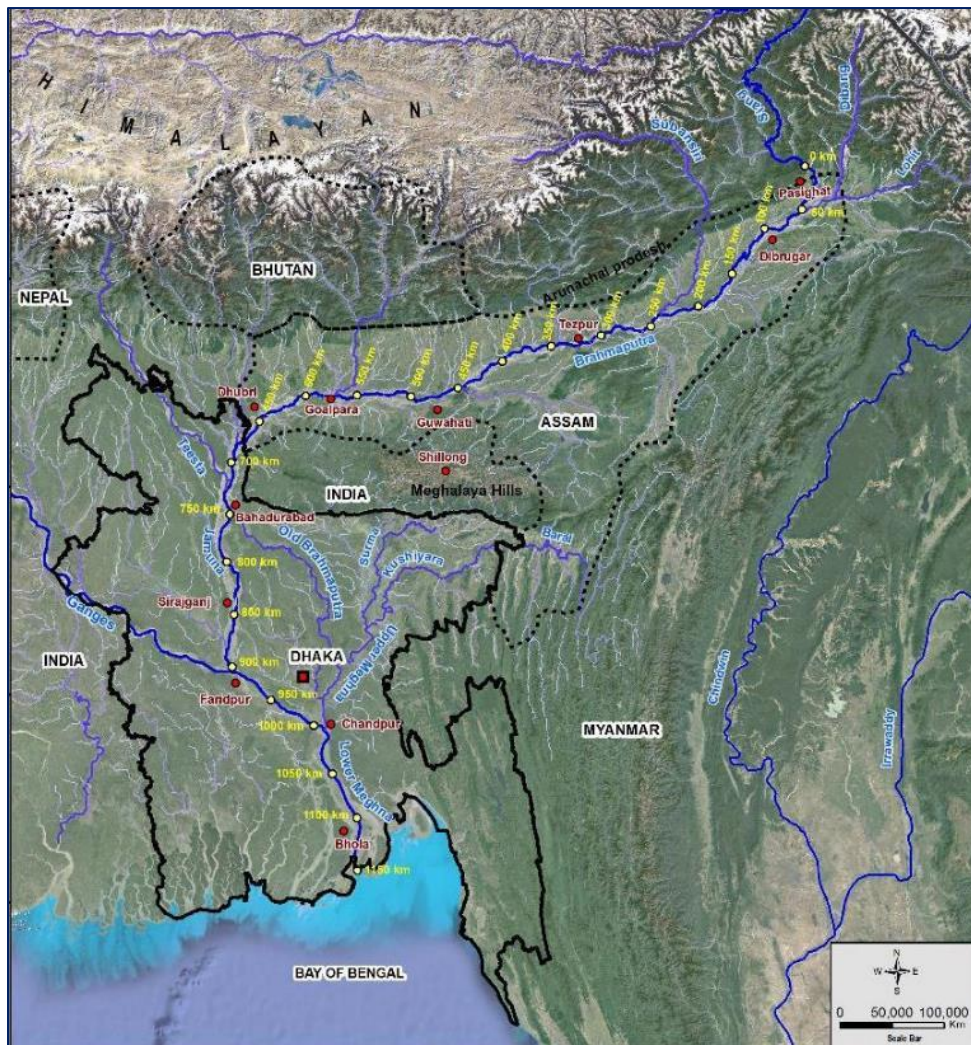 HIMALAYAN
Siang
Dibang
Subansiri
Lohit
0 km
Pasighat
50 km
100 km
Dibrugar
150 km
200 km
250 km
300 km
Tezpur
350 km
400 km
450 km
500 km
550 km
600 km
650 km
BHUTAN
Arunachal prodesh
NEPAL
Brahmaputra
Dhubri
Goalpara
Guwahati
ASSAM
Shillong
Teesta
700 km
INDIA
Meghalaya Hills
750 km
Bahadurabad
Jamuna
Old Brahmaputra
Surma
Kushiyara
Barai
800 km
Sirajganj
850 km
Ganges
INDIA
900 km
DHAKA
Upper Meghna
Faridpur
950 km
1000 km
Chandpur
MYANMAR
Chindwin
Irrawaddy
1050 km
Lower Meghna
1100 km
Bhola
1150 km
BAY OF BENGAL
N
W E
S
0 50,000 100,000
Km
Scale Bar